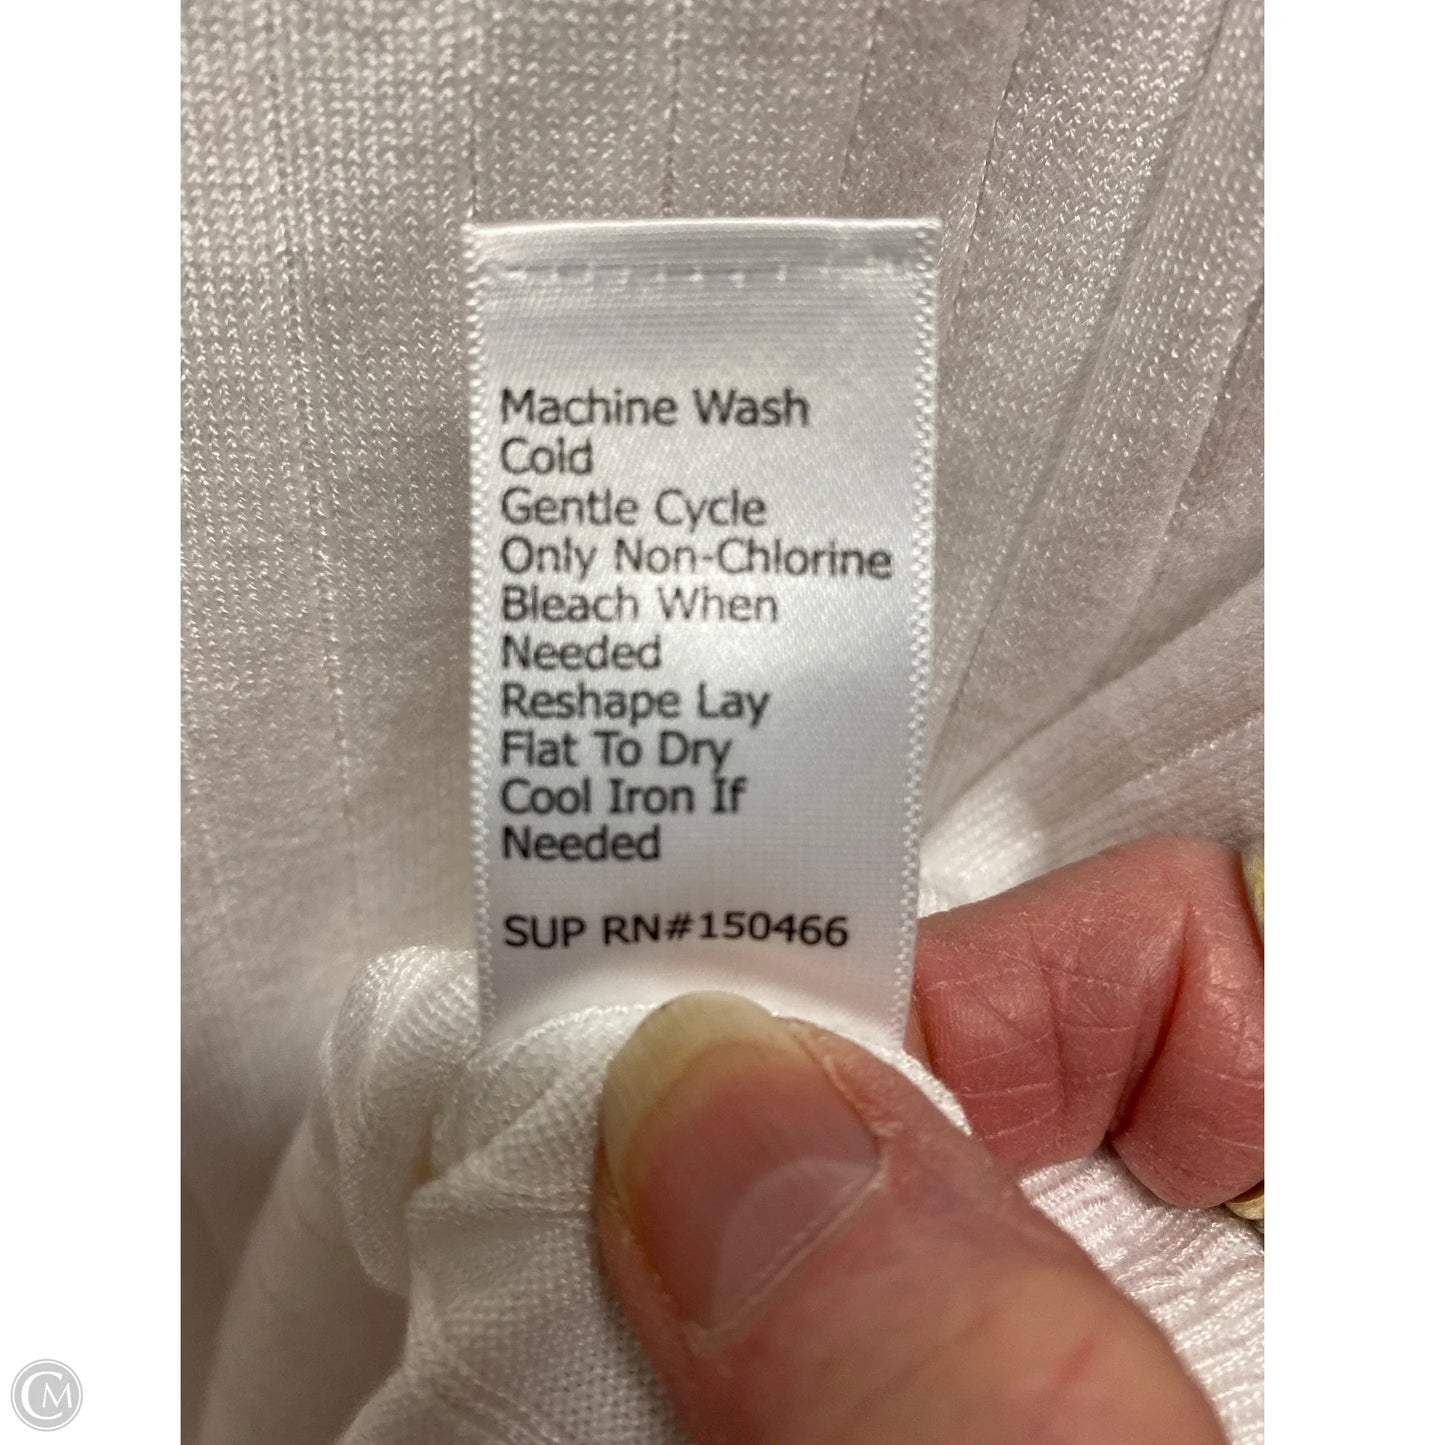 Machine Wash
Cold
Gentle Cycle
Only Non-Chlorine
Bleach When
Needed
Reshape Lay
Flat To Dry
Cool Iron If
Needed
SUP RN#150466
CM